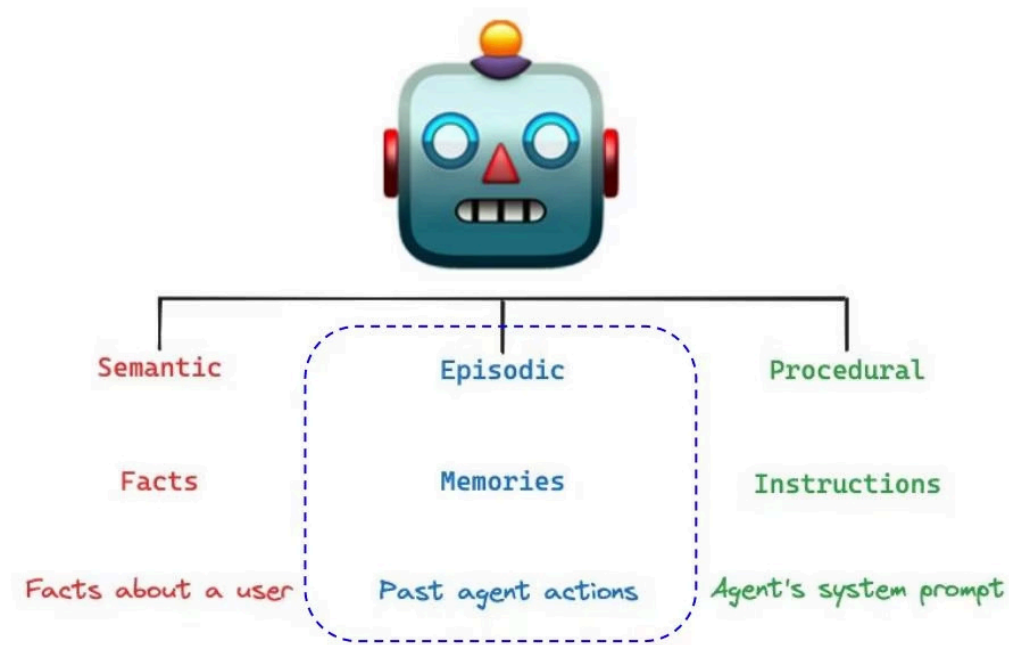 Semantic
Episodic
Procedural
Facts
Memories
Instructions
Facts about a user
Past agent actions
Agent's system prompt